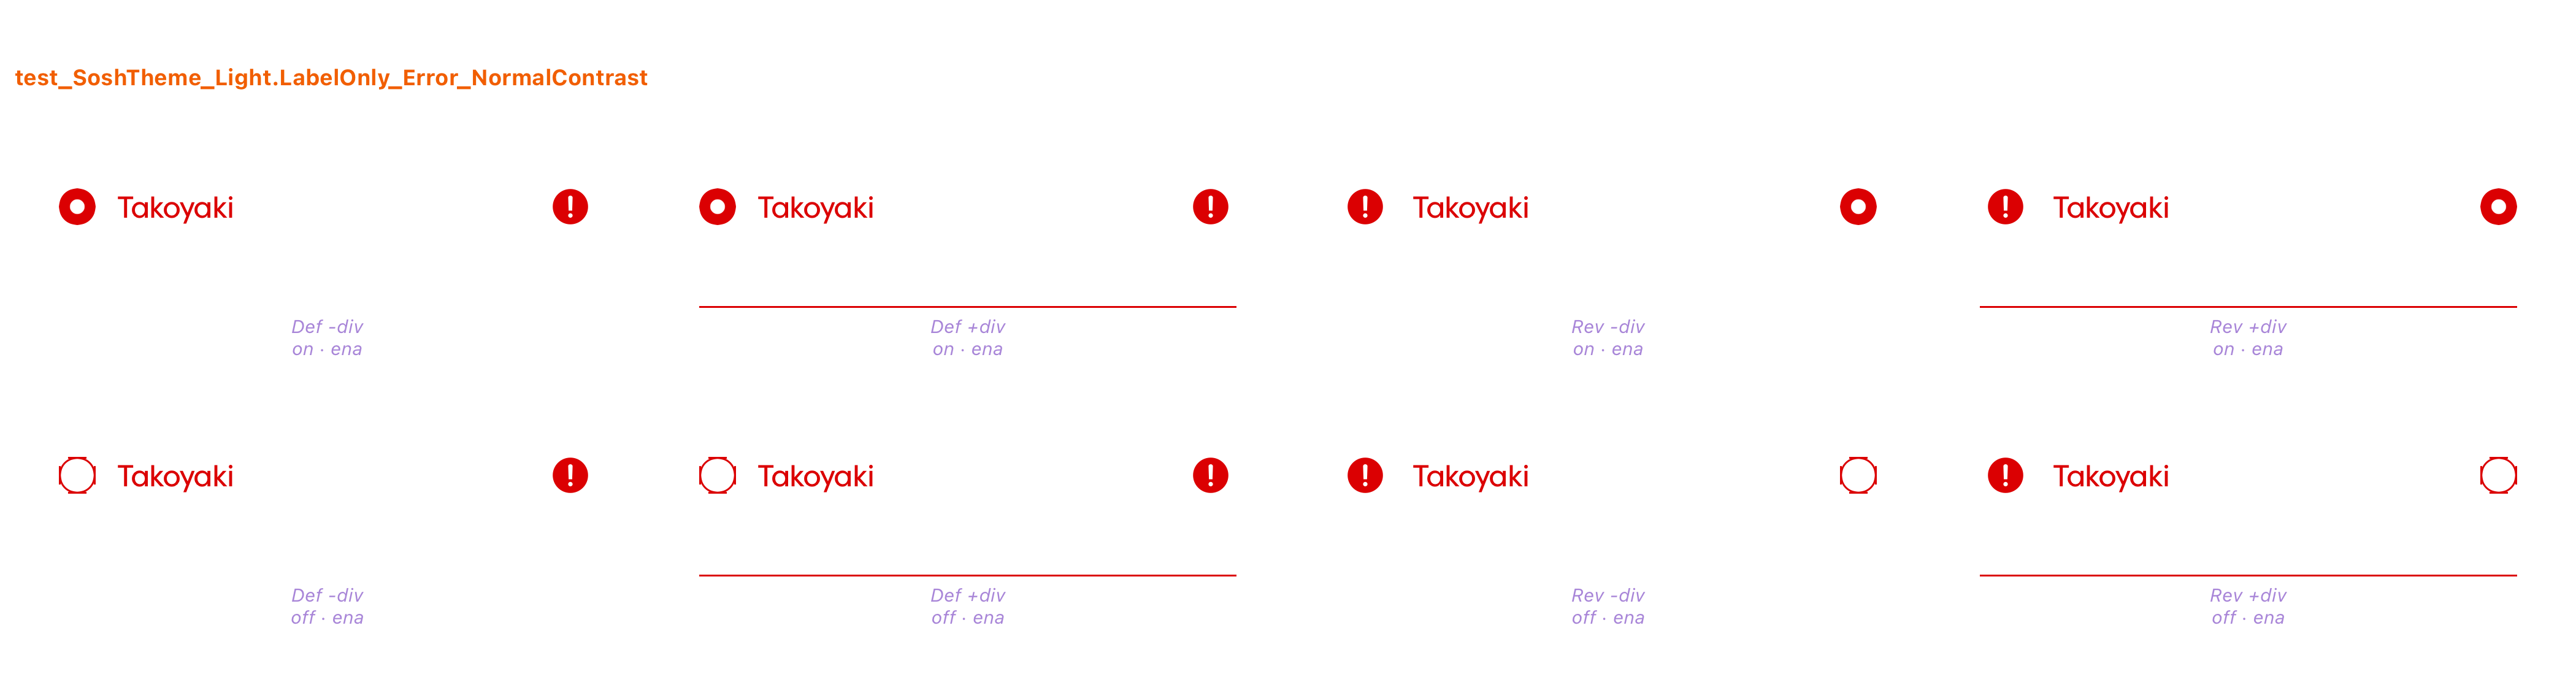 test_SoshTheme_Light.LabelOnly_Error_NormalContrast
Takoyaki
Takoyaki
Takoyaki
Takoyaki
Def -div
on · ena
Def +div
on · ena
Rev -div
on · ena
Rev +div
on · ena
Takoyaki
Takoyaki
Takoyaki
Takoyaki
Def -div
off · ena
Def +div
off · ena
Rev -div
off · ena
Rev +div
off · ena